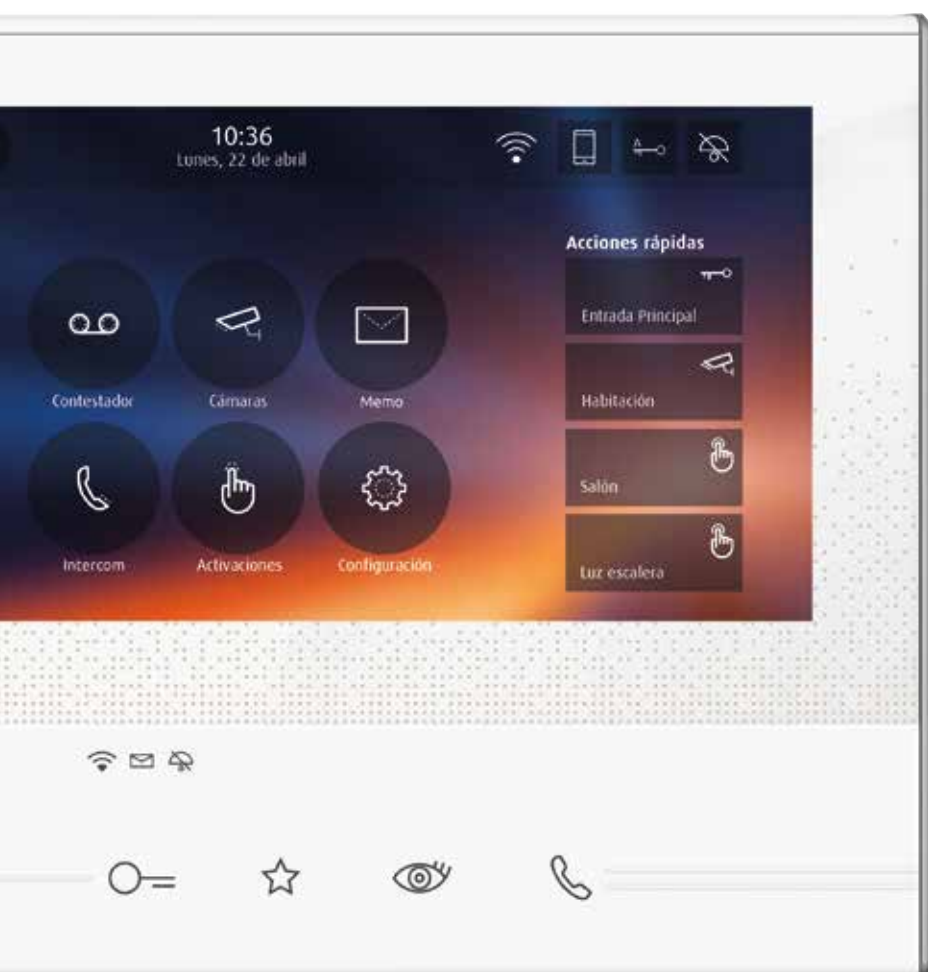 10:36
Lunes, 22 de abril
Acciones rápidas
Entrada Principal
Habitación
Salón
Luz escalera
Contestador
Cámaras
Memo
Intercom
Activaciones
Configuración
A